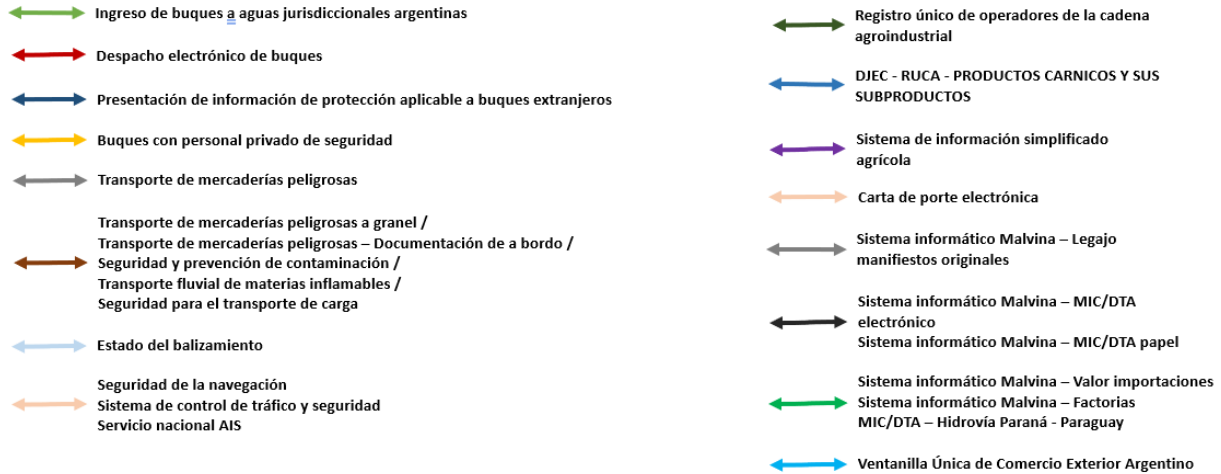 Ingreso de buques a aguas jurisdiccionales argentinas
Despacho electrónico de buques
Presentación de información de protección aplicable a buques extranjeros
Buques con personal privado de seguridad
Transporte de mercaderías peligrosas
Transporte de mercaderías peligrosas a granel /
Transporte de mercaderías peligrosas – Documentación de a bordo /
Seguridad y prevención de contaminación /
Transporte fluvial de materias inflamables /
Seguridad para el transporte de carga
Estado del balizamiento
Seguridad de la navegación
Sistema de control de tráfico y seguridad
Servicio nacional AIS
Registro único de operadores de la cadena
agroindustrial
DJEC - RUCA - PRODUCTOS CARNICOS Y SUS
SUBPRODUCTOS
Sistema de información simplificado
agrícola
Carta de porte electrónica
Sistema informático Malvina – Legajo
manifiestos originales
Sistema informático Malvina – MIC/DTA
electrónico
Sistema informático Malvina – MIC/DTA papel
Sistema informático Malvina – Valor importaciones
Sistema informático Malvina – Factorias
MIC/DTA – Hidrovía Paraná - Paraguay
Ventanilla Única de Comercio Exterior Argentino